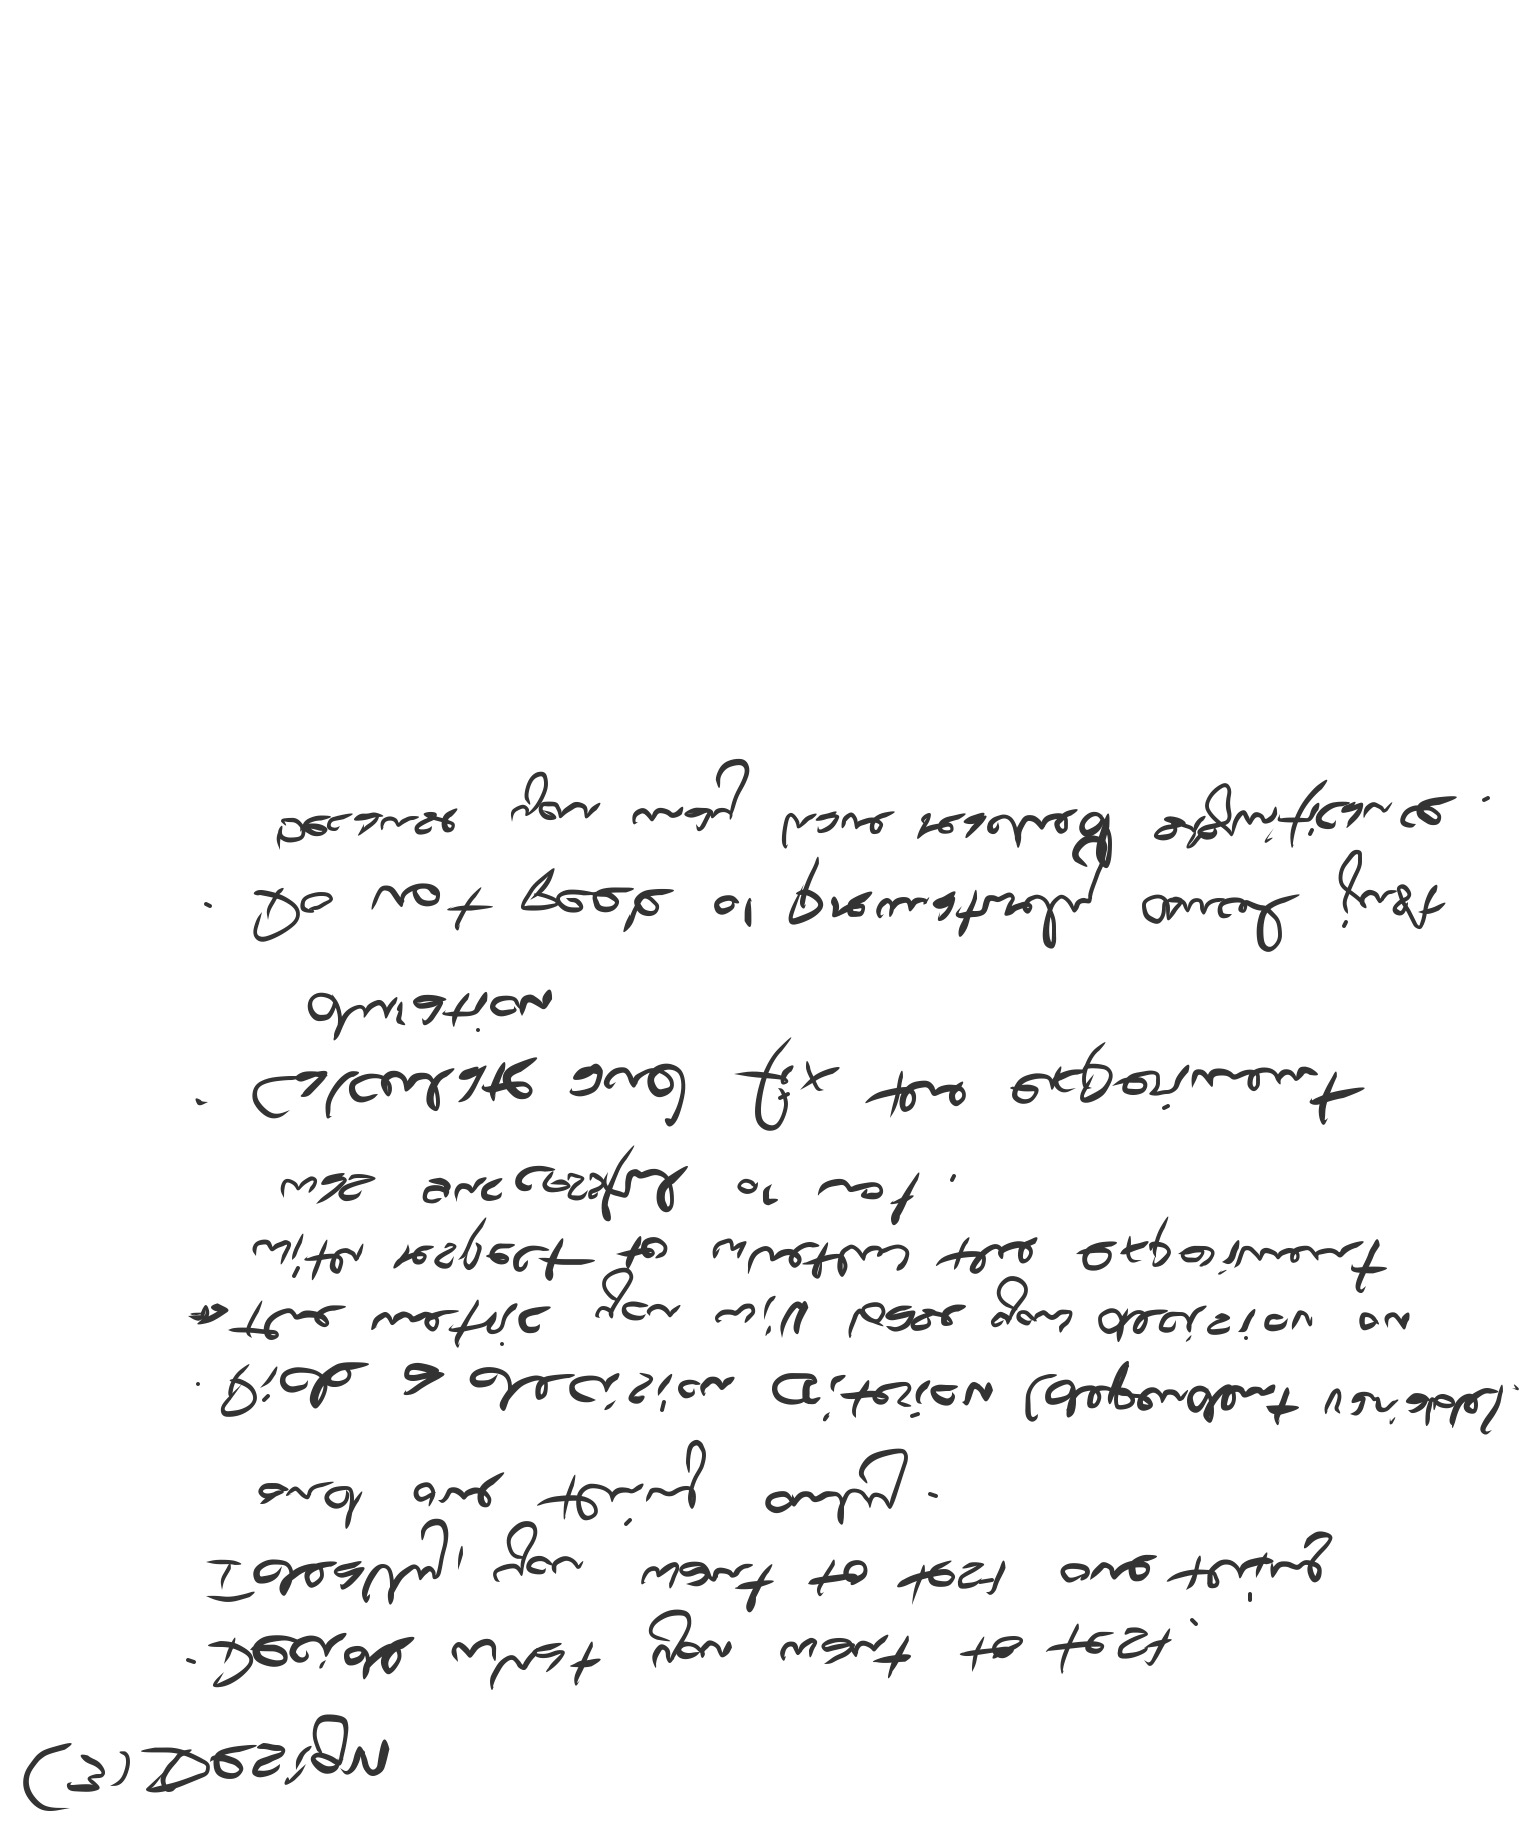 (3) Design
· Decide what you want to test.
Ideally, you want to test one thing
and one thing only.
· Pick a decision criterion (dependent variable).
→ the metric you will base your decision on
with respect to whether the experiment
was successful or not.
· Calculate and fix the experiment
duration
· Do not peek or prematurely cancel just
because you may have reached significance.